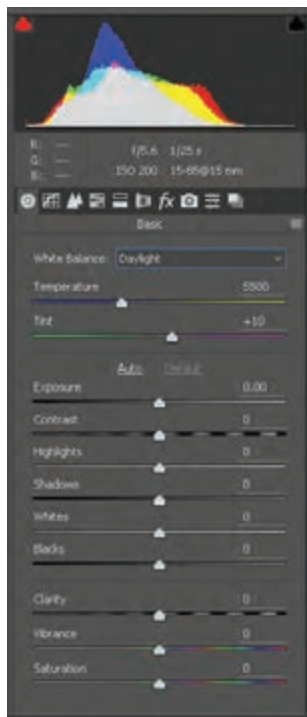 R: ---
G: ---
B: ---
f/5.6 1/25 s
ISO 200 15-85@15 mm
fx
Basic
White Balance: Daylight
Temperature 5500
Tint +10
Auto Default
Exposure 0.00
Contrast 0
Highlights 0
Shadows 0
Whites 0
Blacks 0
Clarity 0
Vibrance 0
Saturation 0